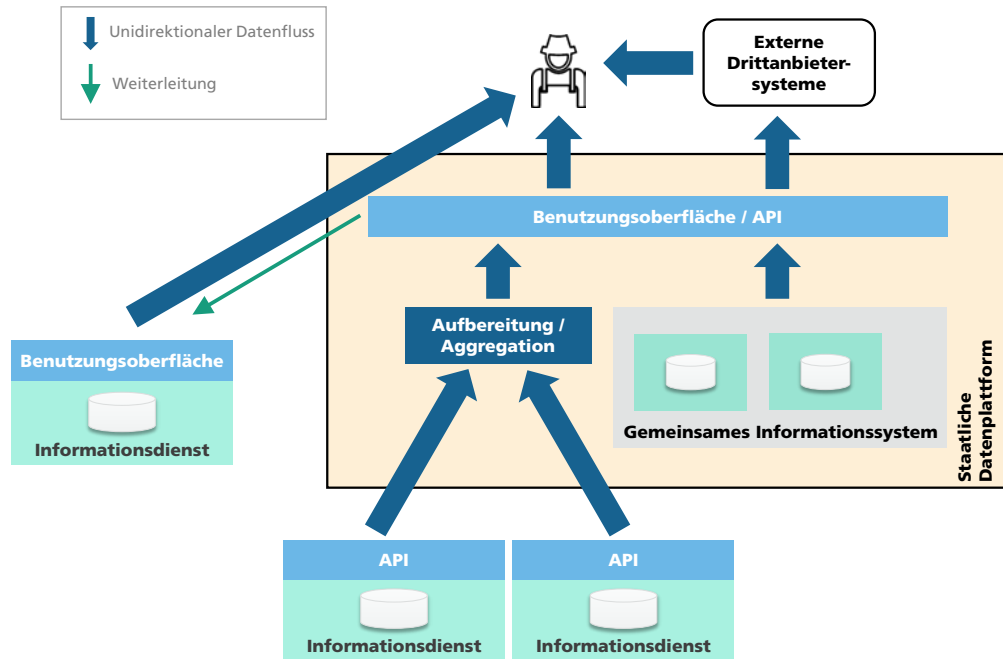 Unidirektionaler Datenfluss
Weiterleitung
Externe
Drittanbieter-
systeme
Benutzungsoberfläche / API
Aufbereitung /
Aggregation
Gemeinsames Informationssystem
Staatliche
Datenplattform
Benutzungsoberfläche
Informationsdienst
API
Informationsdienst
API
Informationsdienst